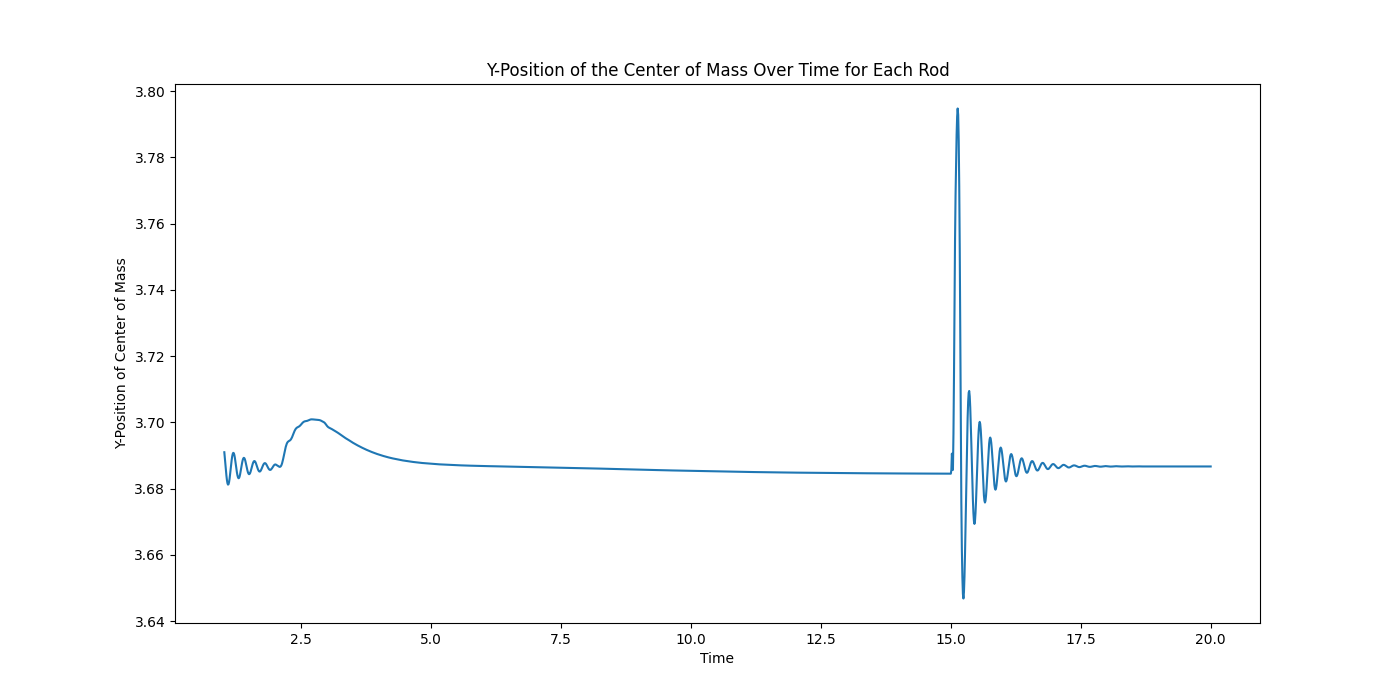 Y-Position of the Center of Mass Over Time for Each Rod
3.80
3.78
3.76
3.74
3.72
3.70
3.68
3.66
3.64
Y-Position of Center of Mass
2.5 5.0 7.5 10.0 12.5 15.0 17.5 20.0
Time